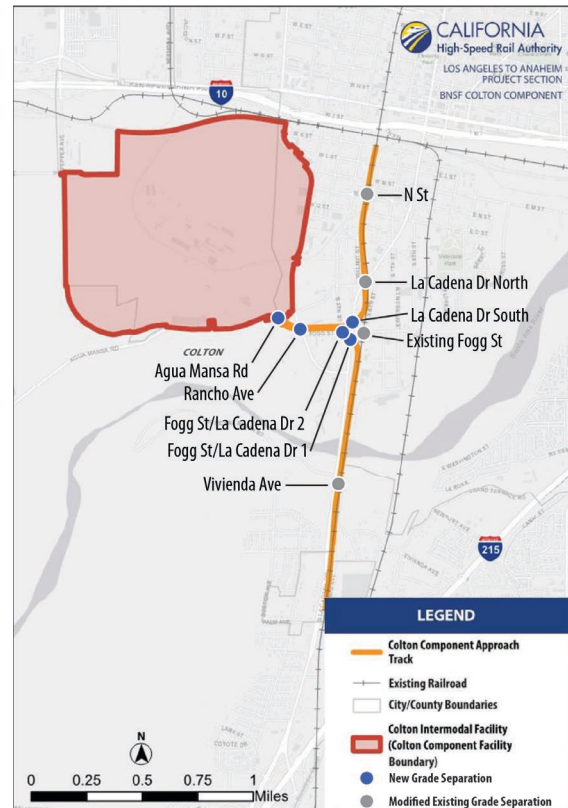 CALIFORNIA
High-Speed Rail Authority
LOS ANGELES TO ANAHEIM
PROJECT SECTION
BNSF COLTON COMPONENT
10
N St
La Cadena Dr North
La Cadena Dr South
Existing Fogg St
COLTON
Agua Mansa Rd
Rancho Ave
Fogg St/La Cadena Dr 2
Fogg St/La Cadena Dr 1
AGUA MANSA RD
Vivienda Ave
215
LEGEND
Colton Component Approach
Track
Existing Railroad
City/County Boundaries
Colton Intermodal Facility
(Colton Component Facility
Boundary)
New Grade Separation
Modified Existing Grade Separation
N
0 0.25 0.5 0.75 1
Miles